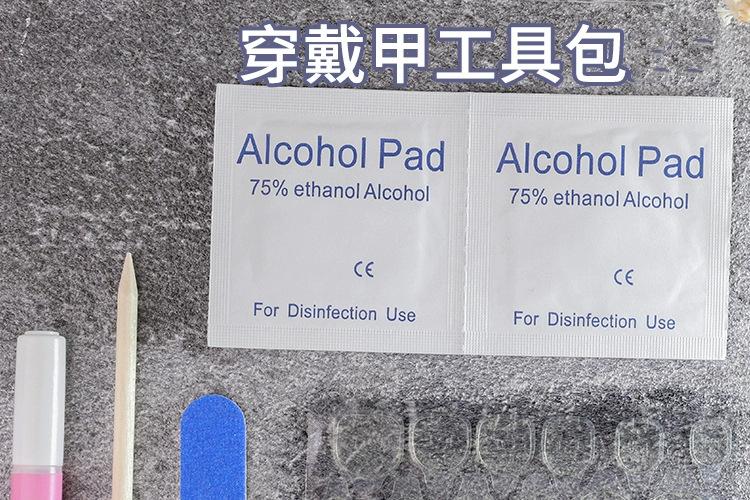 穿戴甲工具包
Alcohol Pad
75% ethanol Alcohol
CE
For Disinfection Use
Alcohol Pad
75% ethanol Alcohol
CE
For Disinfection Use